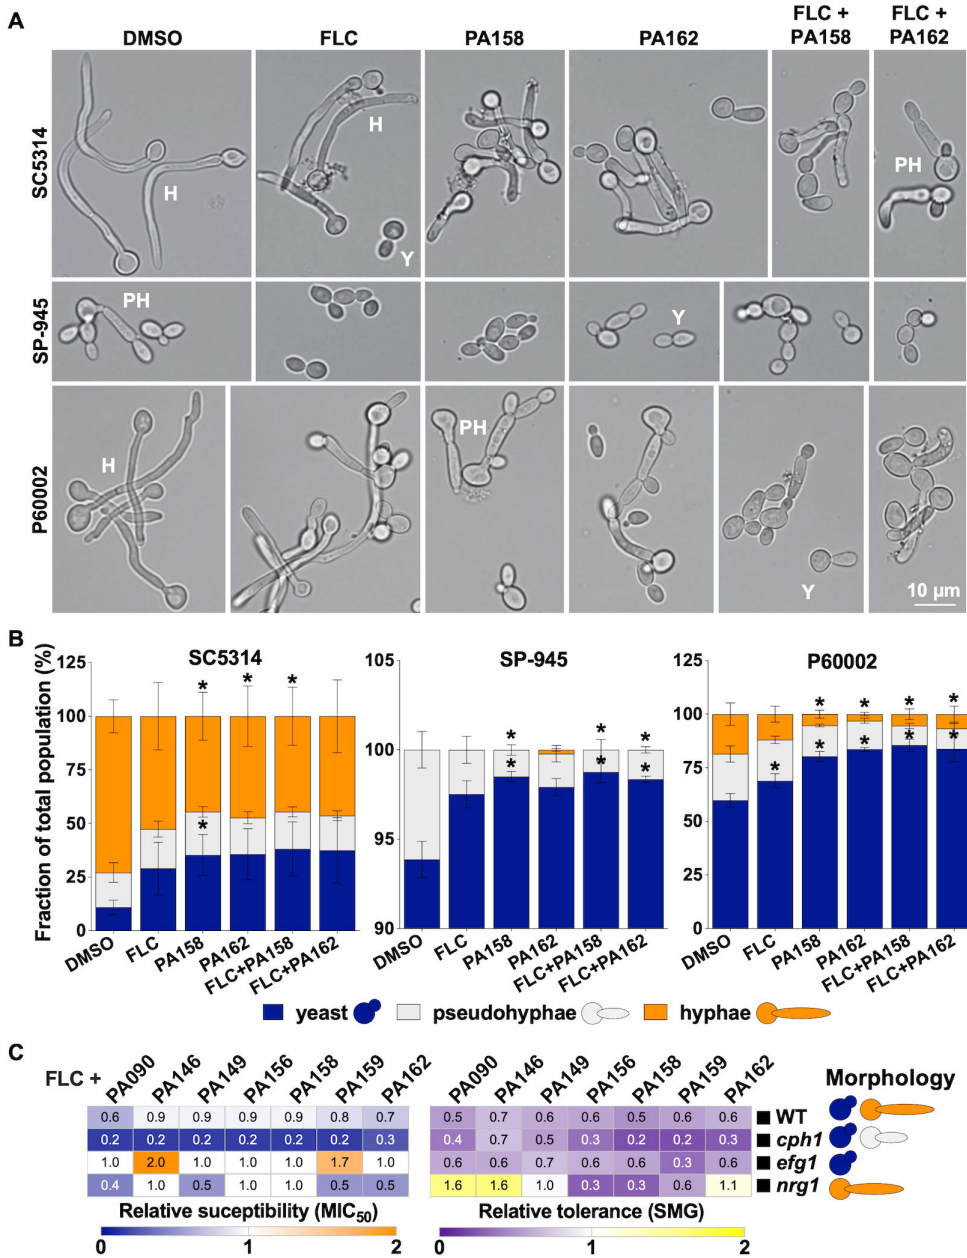 A
DMSO
FLC
PA158
PA162
FLC +
PA158
FLC +
PA162
SC5314
H
H
Y
PH
SP-945
PH
Y
P60002
H
PH
Y
10 µm
B
Fraction of total population (%)
SC5314
125
100
75
50
25
0
* * *
*
DMSO
FLC
PA158
PA162
FLC+PA158
FLC+PA162
SP-945
105
100
95
90
* * *
* * *
DMSO
FLC
PA158
PA162
FLC+PA158
FLC+PA162
P60002
125
100
75
50
25
0
* * * *
* * * * *
DMSO
FLC
PA158
PA162
FLC+PA158
FLC+PA162
yeast
pseudohyphae
hyphae
C
FLC +
PA090 PA146 PA149 PA156 PA158 PA159 PA162
PA090 PA146 PA149 PA156 PA158 PA159 PA162
Morphology
0.6 0.9 0.9 0.9 0.9 0.8 0.7
0.5 0.7 0.6 0.6 0.5 0.6 0.6
WT
0.2 0.2 0.2 0.2 0.2 0.2 0.3
0.4 0.7 0.5 0.3 0.2 0.2 0.3
cph1
1.0 2.0 1.0 1.0 1.0 1.7 1.0
0.6 0.6 0.7 0.6 0.6 0.3 0.6
efg1
0.4 1.0 0.5 1.0 1.0 0.5 0.5
1.6 1.6 1.0 0.3 0.3 0.6 1.1
nrg1
Relative suceptibility (MIC50)
0 1 2
Relative tolerance (SMG)
0 1 2